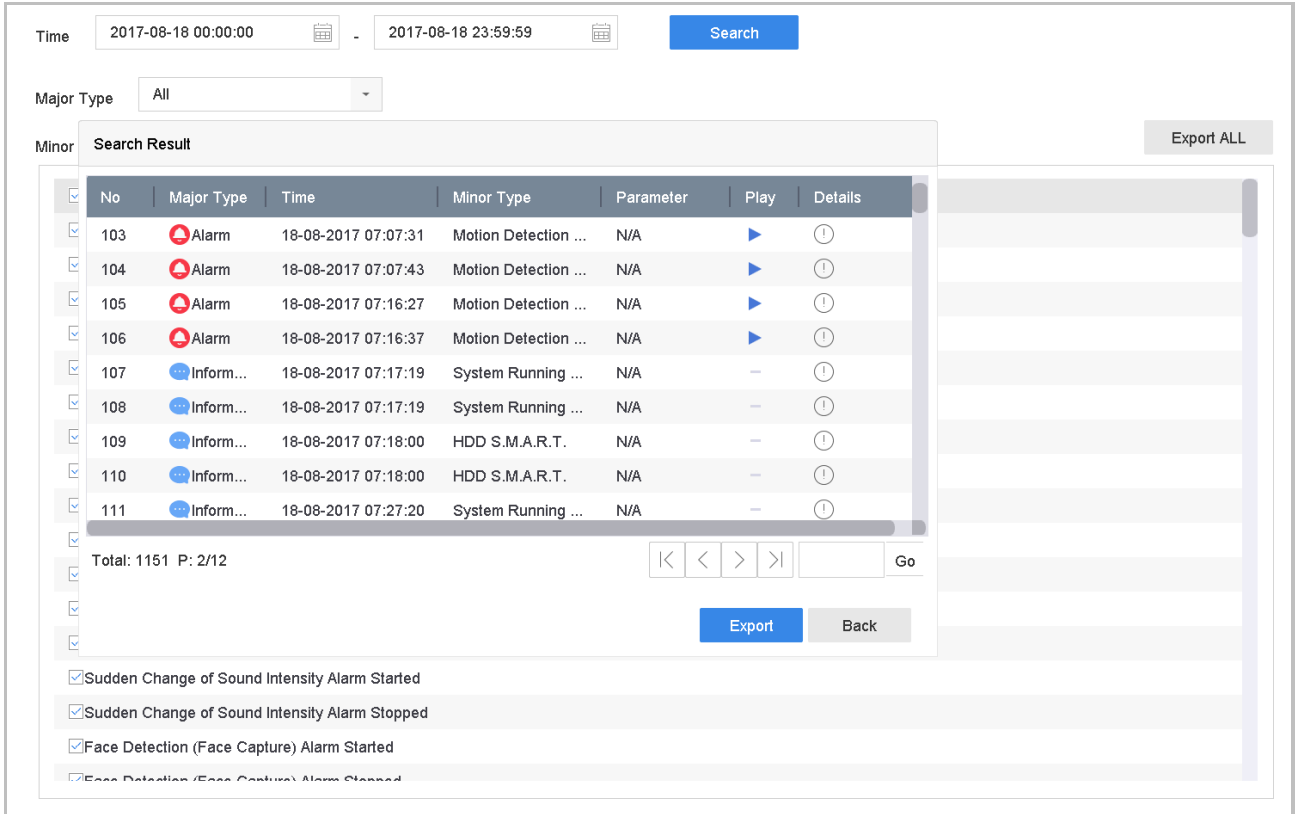 Time 2017-08-18 00:00:00 - 2017-08-18 23:59:59 Search
Major Type All
Minor
Export ALL
Search Result
No Major Type Time Minor Type Parameter Play Details
103 Alarm 18-08-2017 07:07:31 Motion Detection ... N/A
104 Alarm 18-08-2017 07:07:43 Motion Detection ... N/A
105 Alarm 18-08-2017 07:16:27 Motion Detection ... N/A
106 Alarm 18-08-2017 07:16:37 Motion Detection ... N/A
107 Inform... 18-08-2017 07:17:19 System Running ... N/A –
108 Inform... 18-08-2017 07:17:19 System Running ... N/A –
109 Inform... 18-08-2017 07:18:00 HDD S.M.A.R.T. N/A –
110 Inform... 18-08-2017 07:18:00 HDD S.M.A.R.T. N/A –
111 Inform... 18-08-2017 07:27:20 System Running ... N/A –
Total: 1151 P: 2/12 Go
Export Back
Sudden Change of Sound Intensity Alarm Started
Sudden Change of Sound Intensity Alarm Stopped
Face Detection (Face Capture) Alarm Started
Face Detection (Face Capture) Alarm Stopped